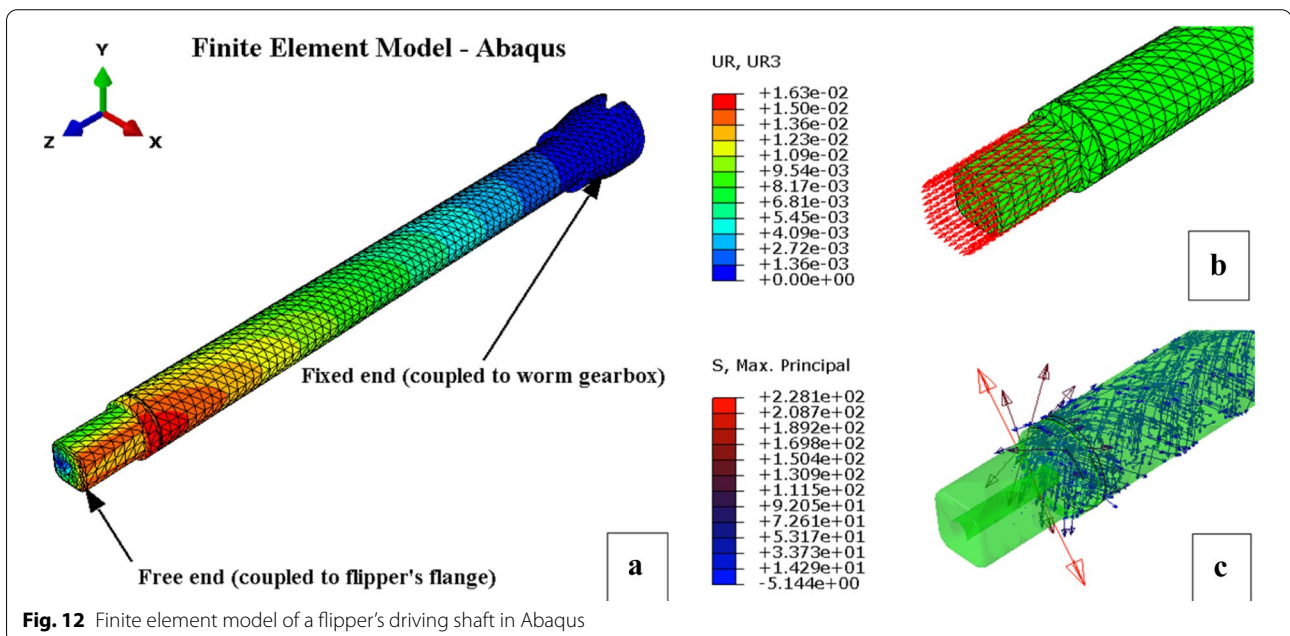 Finite Element Model - Abaqus
Y
Z
X
Fixed end (coupled to worm gearbox)
Free end (coupled to flipper's flange)
a
UR, UR3
+1.63e-02
+1.50e-02
+1.36e-02
+1.23e-02
+1.09e-02
+9.54e-03
+8.17e-03
+6.81e-03
+5.45e-03
+4.09e-03
+2.72e-03
+1.36e-03
+0.00e+00
b
S, Max. Principal
+2.281e+02
+2.087e+02
+1.892e+02
+1.698e+02
+1.504e+02
+1.309e+02
+1.115e+02
+9.205e+01
+7.261e+01
+5.317e+01
+3.373e+01
+1.429e+01
-5.144e+00
c
Fig. 12 Finite element model of a flipper’s driving shaft in Abaqus